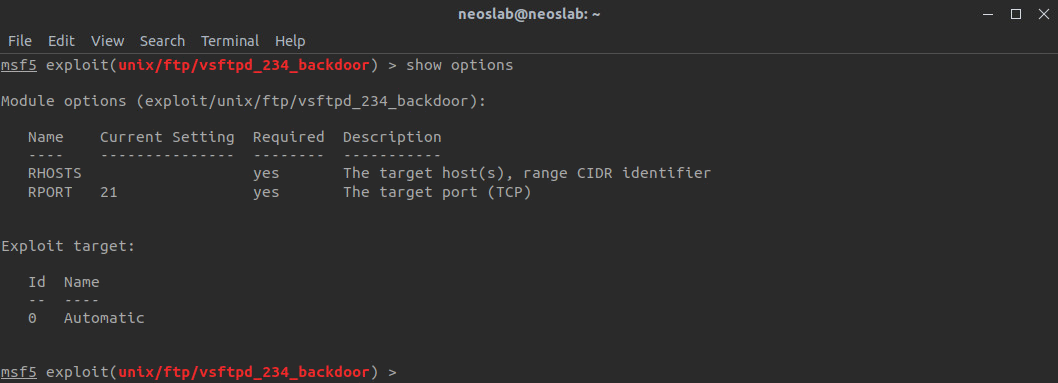 neoslab@neoslab: ~
File Edit View Search Terminal Help
msf5 exploit(unix/ftp/vsftpd_234_backdoor) > show options
Module options (exploit/unix/ftp/vsftpd_234_backdoor):
Name Current Setting Required Description
---- --------------- -------- -----------
RHOSTS yes The target host(s), range CIDR identifier
RPORT 21 yes The target port (TCP)
Exploit target:
Id Name
-- ----
0 Automatic
msf5 exploit(unix/ftp/vsftpd_234_backdoor) >